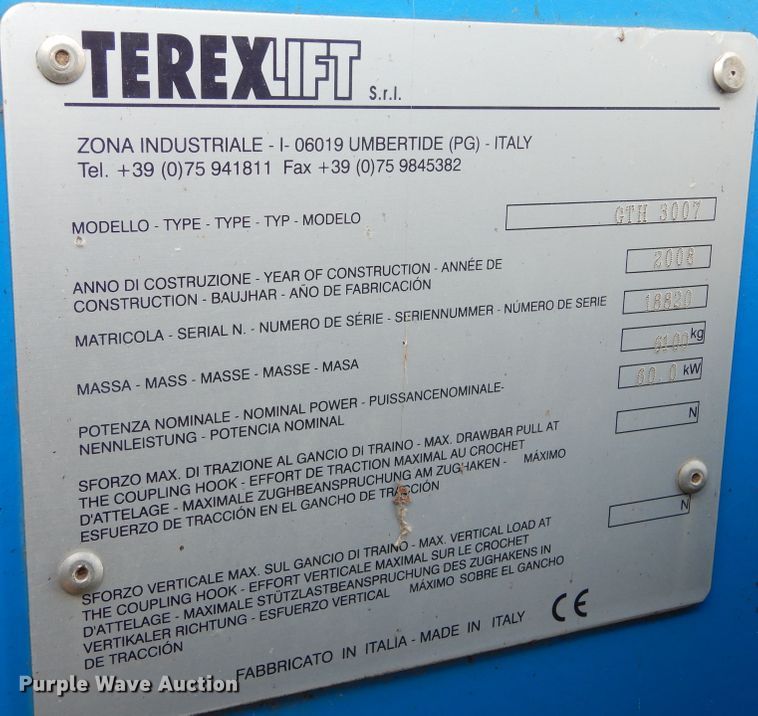 TEREXLIFT S.r.l.
ZONA INDUSTRIALE - I- 06019 UMBERTIDE (PG) - ITALY
Tel. +39 (0)75 941811 Fax +39 (0)75 9845382
MODELLO - TYPE - TYPE - TYP - MODELO GTH 3007
ANNO DI COSTRUZIONE - YEAR OF CONSTRUCTION - ANNÉE DE
CONSTRUCTION - BAUJHAR - AÑO DE FABRICACIÓN 2006
MATRICOLA - SERIAL N. - NUMERO DE SÉRIE - SERIENNUMMER - NÚMERO DE SERIE 18820
MASSA - MASS - MASSE - MASSE - MASA 6100 kg
POTENZA NOMINALE - NOMINAL POWER - PUISSANCENOMINALE-
NENNLEISTUNG - POTENCIA NOMINAL 60.0 kW
SFORZO MAX. DI TRAZIONE AL GANCIO DI TRAINO - MAX. DRAWBAR PULL AT
THE COUPLING HOOK - EFFORT DE TRACTION MAXIMAL AU CROCHET
D'ATTELAGE - MAXIMALE ZUGHBEANSPRUCHUNG AM ZUGHAKEN - MÁXIMO
ESFUERZO DE TRACCIÓN EN EL GANCHO DE TRACCIÓN N
SFORZO VERTICALE MAX. SUL GANCIO DI TRAINO - MAX. VERTICAL LOAD AT
THE COUPLING HOOK - EFFORT VERTICALE MAXIMAL SUR LE CROCHET
D'ATTELAGE - MAXIMALE STÜTZLASTBEANSPRUCHUNG DES ZUGHAKENS IN
VERTIKALER RICHTUNG - ESFUERZO VERTICAL MÁXIMO SOBRE EL GANCHO
DE TRACCIÓN N
FABBRICATO IN ITALIA - MADE IN ITALY CE
Purple Wave Auction